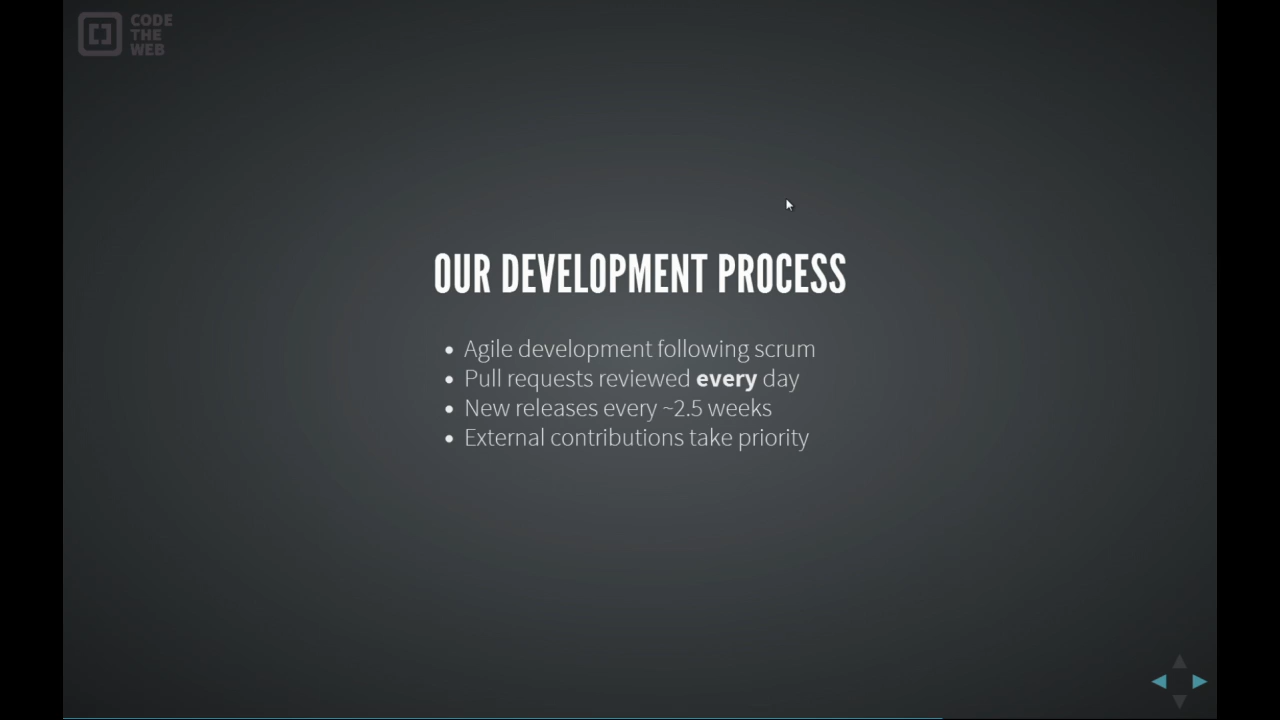 CODE
THE
WEB
OUR DEVELOPMENT PROCESS
Agile development following scrum
Pull requests reviewed every day
New releases every ~2.5 weeks
External contributions take priority